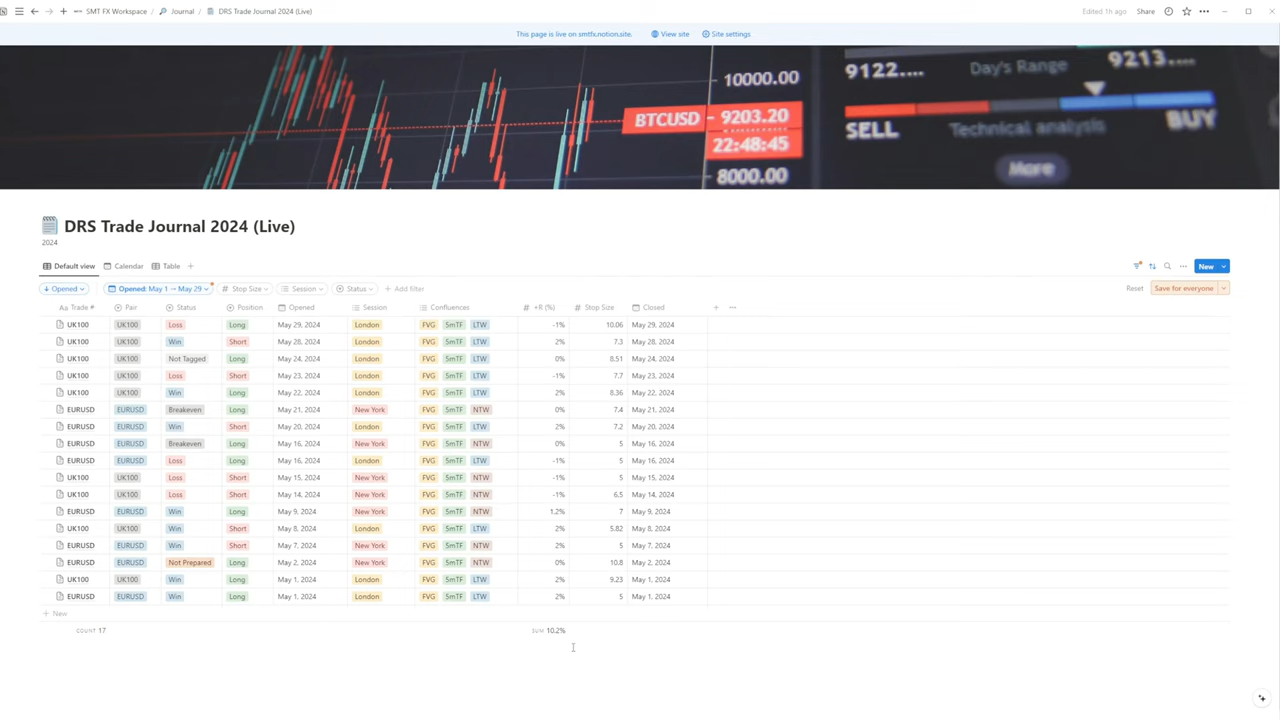 SMT FX Workspace / Journal / DRS Trade Journal 2024 (Live) Edited 1h ago Share
This page is live on smtfx.notion.site. View site Site settings
10000.00
BTCUSD - 9203.20
22:48:45
8000.00
9122.... Day's Range 9213....
SELL Technical analysis BUY
More
DRS Trade Journal 2024 (Live)
2024
Default view Calendar Table New
Opened Opened: May 1 → May 29 Stop Size Session Status Add filter Reset Save for everyone
Trade # Pair Status Position Opened Session Confluences +R (%) Stop Size Closed
UK100 UK100 Loss Long May 29, 2024 London FVG 5mTF LTW -1% 10.06 May 29, 2024
UK100 UK100 Win Short May 28, 2024 London FVG 5mTF LTW 2% 7.3 May 28, 2024
UK100 UK100 Not Tagged Long May 24, 2024 London FVG 5mTF LTW 0% 8.51 May 24, 2024
UK100 UK100 Loss Short May 23, 2024 London FVG 5mTF LTW -1% 7.7 May 23, 2024
UK100 UK100 Win Long May 22, 2024 London FVG 5mTF LTW 2% 8.36 May 22, 2024
EURUSD EURUSD Breakeven Long May 21, 2024 New York FVG 5mTF NTW 0% 7.4 May 21, 2024
EURUSD EURUSD Win Long May 20, 2024 London FVG 5mTF LTW 2% 7.2 May 20, 2024
EURUSD EURUSD Breakeven Long May 16, 2024 New York FVG 5mTF NTW 0% 5 May 16, 2024
EURUSD EURUSD Loss Long May 16, 2024 London FVG 5mTF LTW -1% 5 May 16, 2024
UK100 UK100 Loss Short May 15, 2024 New York FVG 5mTF NTW -1% 5 May 15, 2024
UK100 UK100 Loss Short May 14, 2024 New York FVG 5mTF NTW -1% 6.5 May 14, 2024
EURUSD EURUSD Win Long May 9, 2024 New York FVG 5mTF NTW 1.2% 7 May 9, 2024
UK100 UK100 Win Short May 8, 2024 London FVG 5mTF LTW 2% 5.82 May 8, 2024
EURUSD EURUSD Win Short May 7, 2024 New York FVG 5mTF NTW 2% 5 May 7, 2024
EURUSD EURUSD Not Prepared Long May 2, 2024 New York FVG 5mTF NTW 0% 10.8 May 2, 2024
UK100 UK100 Win Long May 1, 2024 London FVG 5mTF LTW 2% 9.23 May 1, 2024
EURUSD EURUSD Win Long May 1, 2024 London FVG 5mTF LTW 2% 5 May 1, 2024
New
COUNT 17 SUM 10.2%